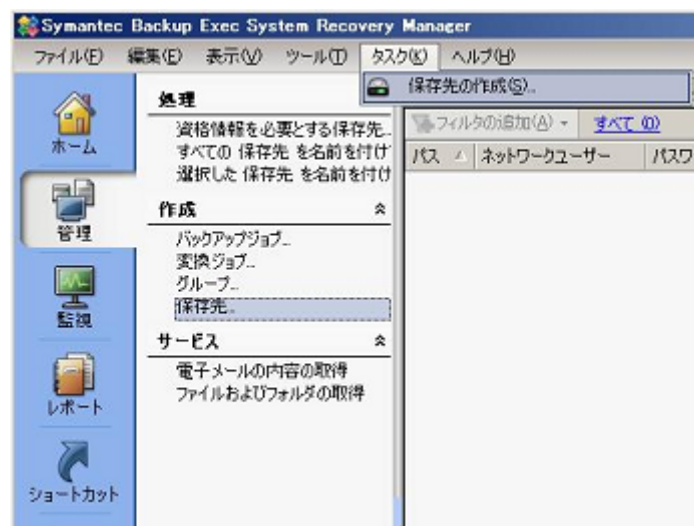 Symantec Backup Exec System Recovery Manager
ファイル(F) 編集(E) 表示(V) ツール(T) タスク(K) ヘルプ(H)
保存先の作成(S)...
フィルタの追加(A) すべて (0)
パス ネットワークユーザー パスワ
ホーム
管理
監視
レポート
ショートカット
処理
資格情報を必要とする保存先...
すべての 保存先 を名前を付け
選択した 保存先 を名前を付け
作成
バックアップジョブ...
変換ジョブ...
グループ...
保存先...
サービス
電子メールの内容の取得
ファイルおよびフォルダの取得